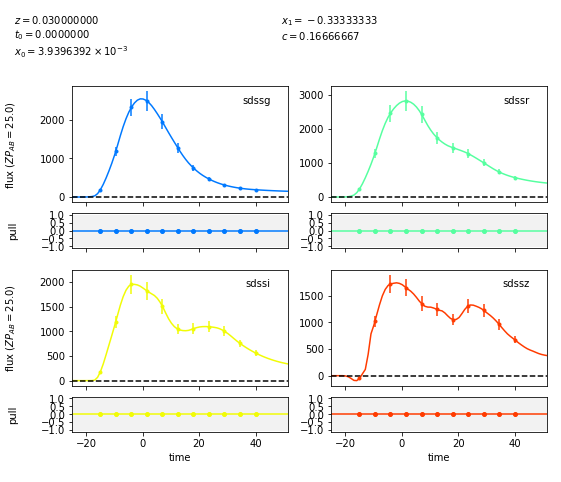 z = 0.030000000
t₀ = 0.0000000
x₀ = 3.9396392 × 10⁻³
x₁ = −0.33333333
c = 0.16666667
flux (ZP_AB = 25.0)
sdssg
2000
1000
0
sdssr
3000
2000
1000
0
pull
1.0
0.5
0.0
−0.5
−1.0
1.0
0.5
0.0
−0.5
−1.0
flux (ZP_AB = 25.0)
sdssi
2000
1500
1000
500
0
sdssz
1500
1000
500
0
pull
1.0
0.5
0.0
−0.5
−1.0
1.0
0.5
0.0
−0.5
−1.0
−20 0 20 40
time
−20 0 20 40
time